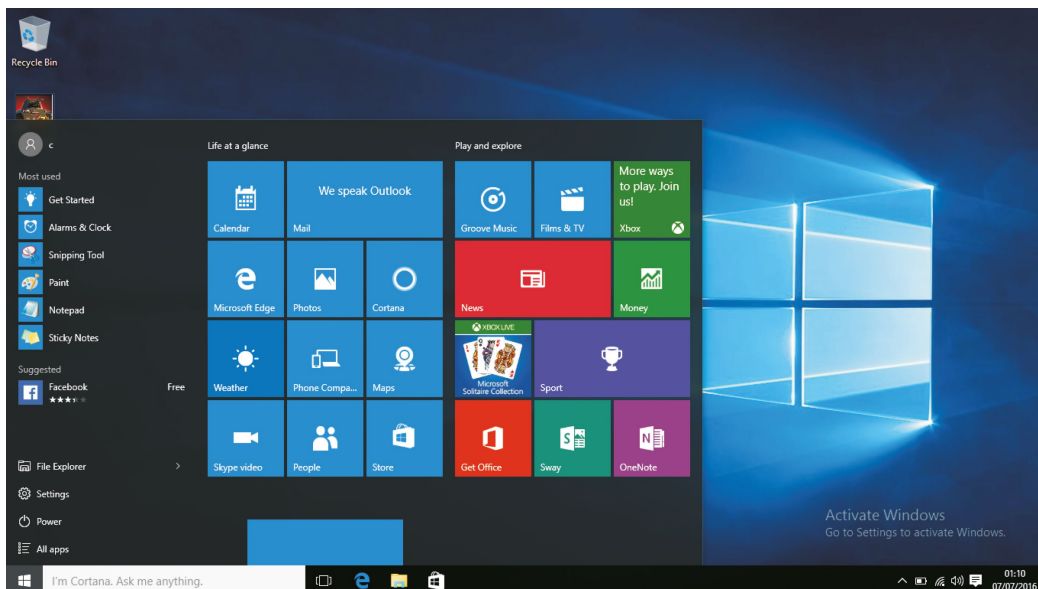 Recycle Bin
c
Most used
Get Started
Alarms & Clock
Snipping Tool
Paint
Notepad
Sticky Notes
Suggested
Facebook
Free
File Explorer
Settings
Power
All apps
Life at a glance
Calendar
We speak Outlook
Mail
Microsoft Edge
Photos
Cortana
Weather
Phone Compa...
Maps
Skype video
People
Store
Play and explore
Groove Music
Films & TV
More ways
to play. Join
us!
Xbox
News
Money
XBOX LIVE
Microsoft
Solitaire Collection
Sport
Get Office
Sway
OneNote
Activate Windows
Go to Settings to activate Windows.
I'm Cortana. Ask me anything.
01:10
07/07/2016